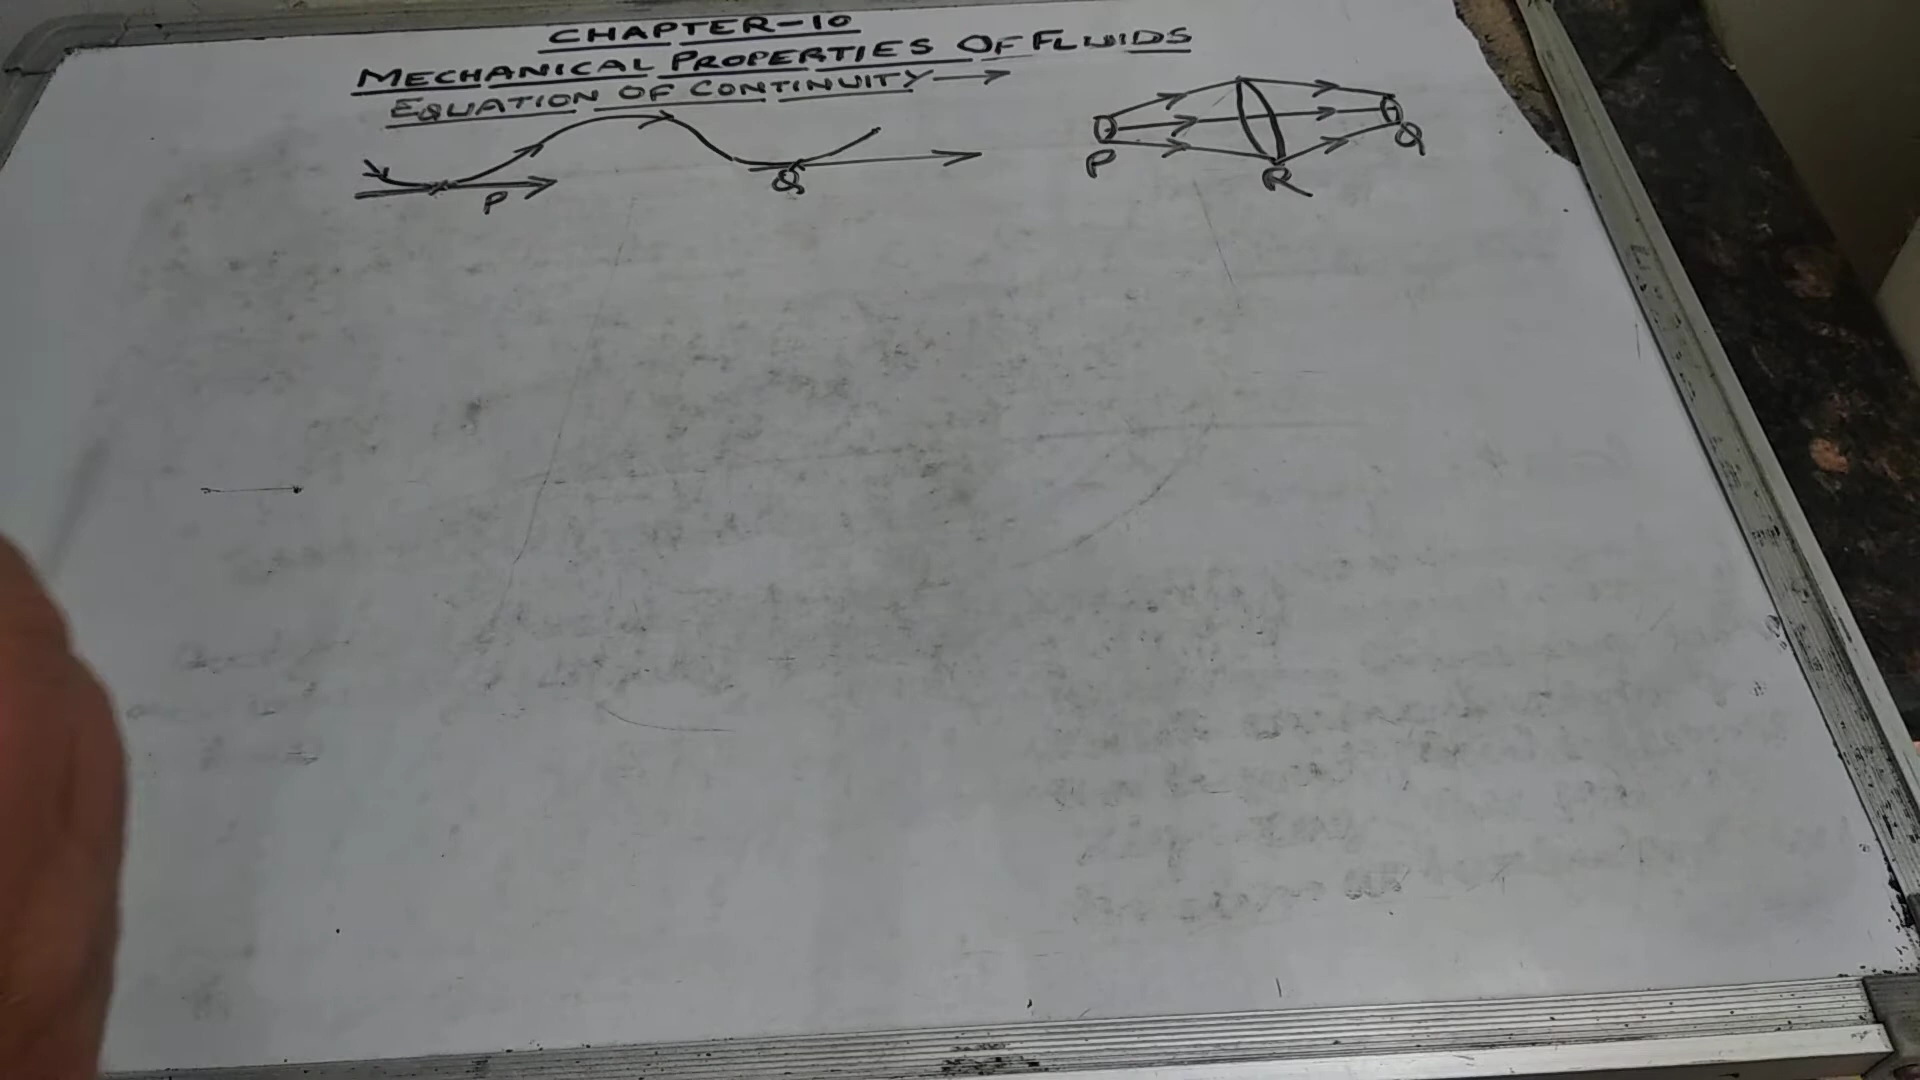 CHAPTER-10
MECHANICAL PROPERTIES OF FLUIDS
EQUATION OF CONTINUITY →
P
Q
P
R
Q